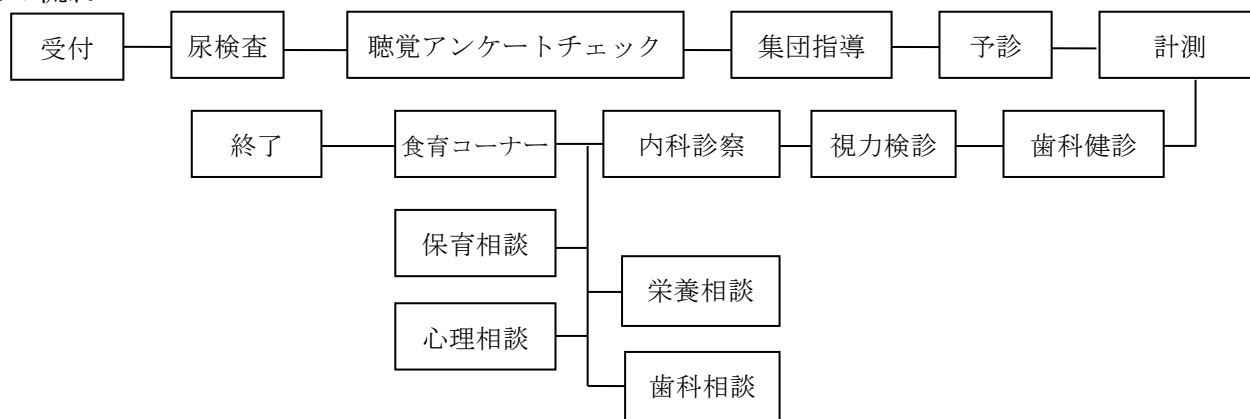 受付 尿検査 聴覚アンケートチェック 集団指導 予診 計測
終了 食育コーナー 内科診察 視力検診 歯科健診
保育相談
栄養相談
心理相談
歯科相談